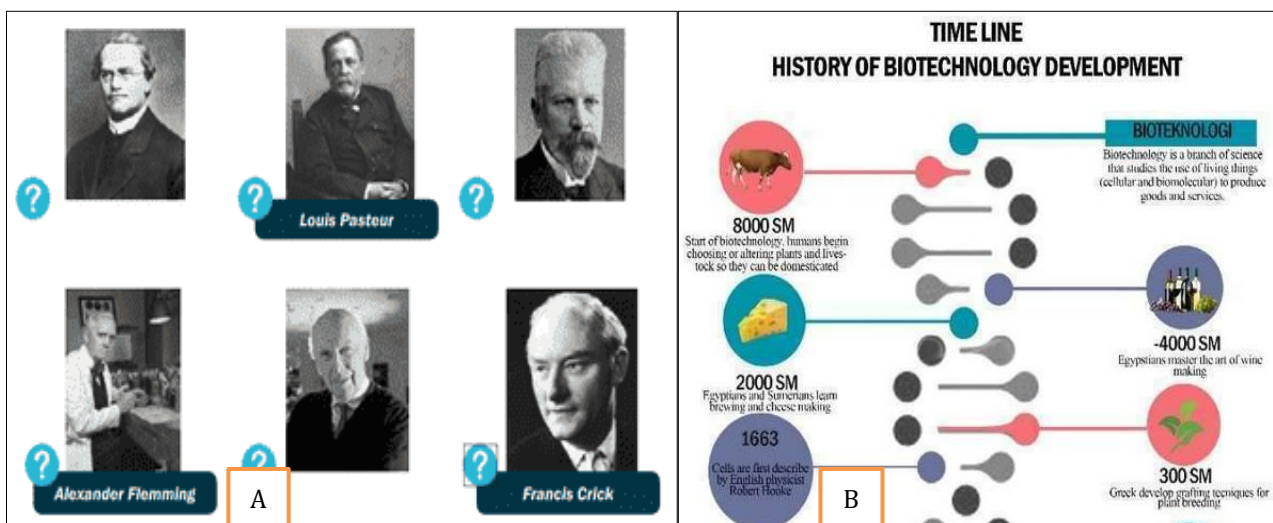 ?
?
Louis Pasteur
?
?
Alexander Flemming
?
?
Francis Crick
A
TIME LINE
HISTORY OF BIOTECHNOLOGY DEVELOPMENT
BIOTEKNOLOGI
Biotechnology is a branch of science
that studies the use of living things
(cellular and biomolecular) to produce
goods and services.
8000 SM
Start of biotechnology, humans begin
choosing or altering plants and lives-
tock so they can be domesticated
-4000 SM
Egypstians master the art of wine
making
2000 SM
Egyptians and Sumerians learn
brewing and cheese making
300 SM
Greek develop grafting tecniques for
plant breeding
1663
Cells are first describe
by English physicist
Robert Hooke
B